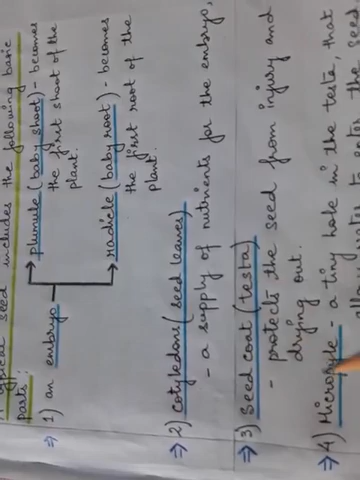 typical seed includes the following basic
parts:
⇒ 1) an embryo
plumule (baby shoot) - becomes
the first shoot of the
plant.
radicle (baby root) - becomes
the first root of the
plant.
⇒ 2) cotyledons (seed leaves)
- a supply of nutrients for the embryo,
⇒ 3) Seed coat (testa)
- protects the seed from injury and
drying out.
⇒ 4) Micropyle - a tiny hole in the testa, that
water to enter the seed